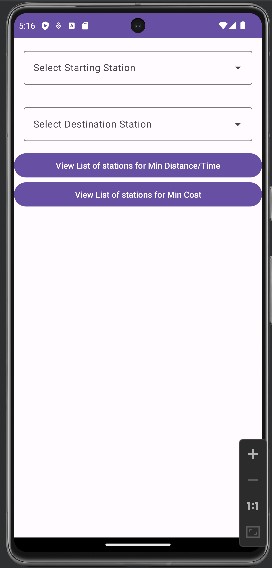 5:16
Select Starting Station
Select Destination Station
View List of stations for Min Distance/Time
View List of stations for Min Cost
1:1